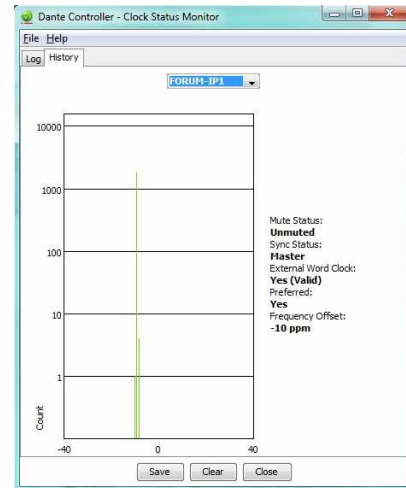 Dante Controller - Clock Status Monitor
File Help
Log History
FORUM-IP1
10000
1000
100
10
1
Count
-40 0 40
Mute Status:
Unmuted
Sync Status:
Master
External Word Clock:
Yes (Valid)
Preferred:
Yes
Frequency Offset:
-10 ppm
Save Clear Close